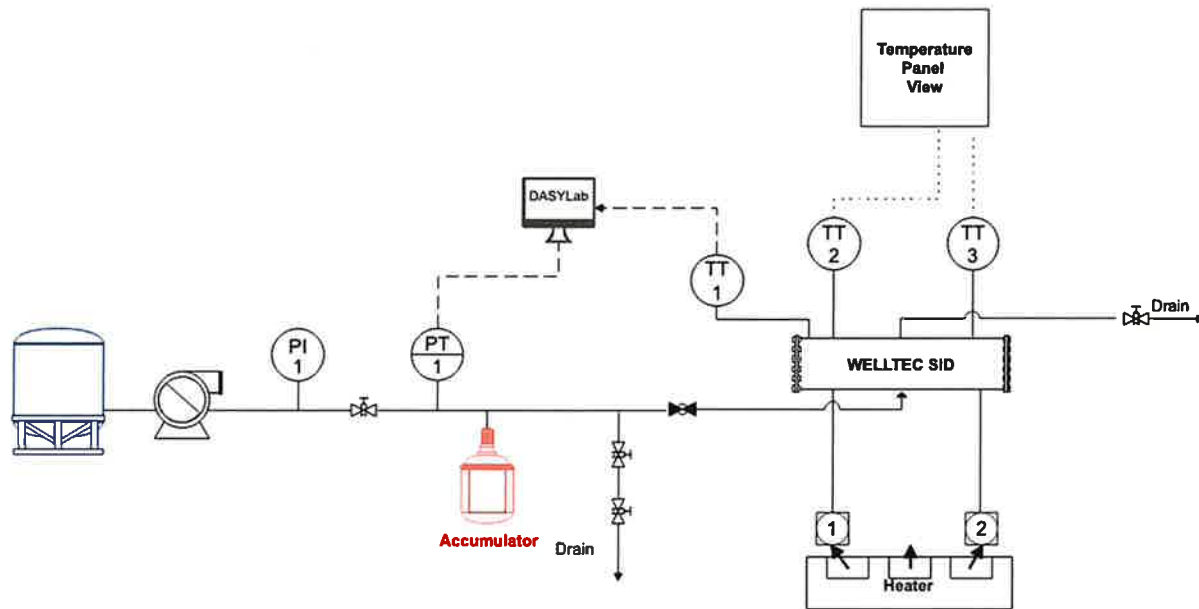 Temperature
Panel
View
DASYLab
TT
2
TT
3
TT
1
Drain
PI
1
PT
1
WELLTEC SID
Accumulator
Drain
1
2
Heater